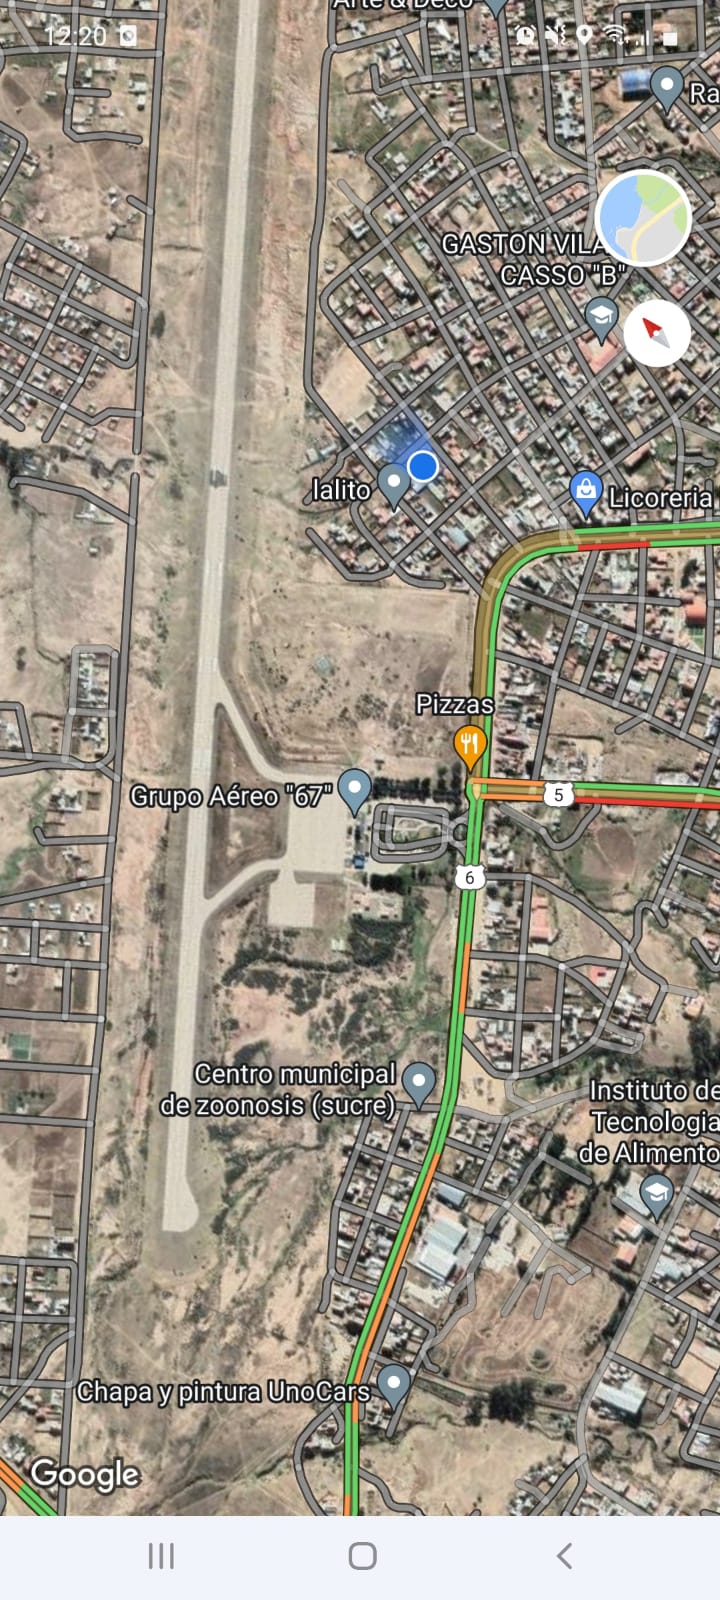 Arte & Deco
12:20
Ra
GASTON VILA
CASSO "B"
lalito
Licoreria
Pizzas
Grupo Aéreo "67"
5
6
Centro municipal
de zoonosis (sucre)
Instituto de
Tecnologia
de Alimento
Chapa y pintura UnoCars
Google